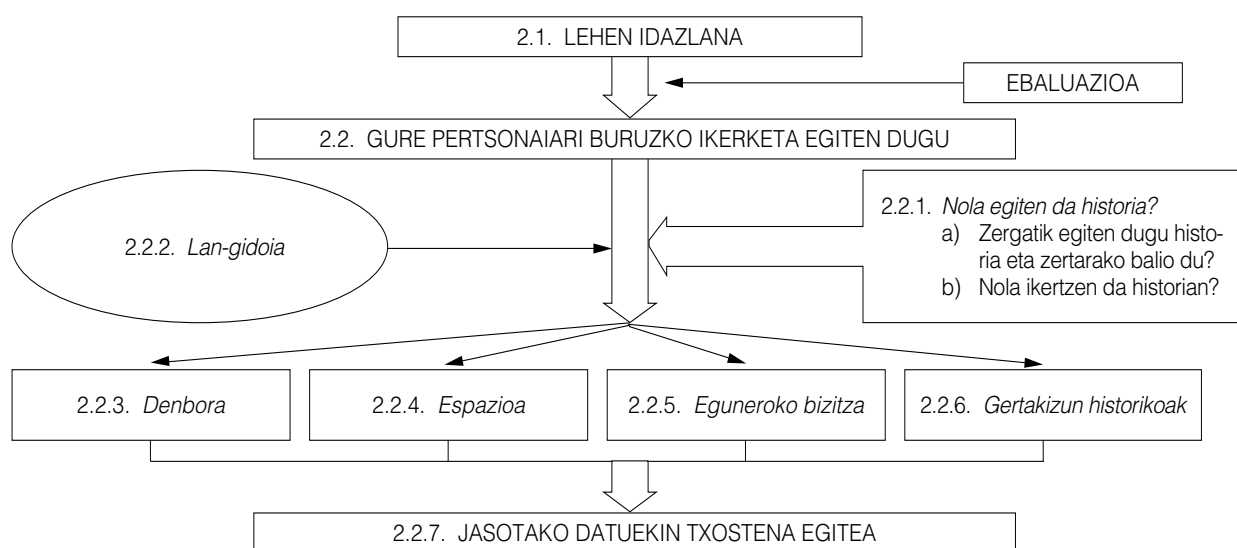 2.1. LEHEN IDAZLANA
EBALUAZIOA
2.2. GURE PERTSONAIARI BURUZKO IKERKETA EGITEN DUGU
2.2.2. Lan-gidoia
2.2.1. Nola egiten da historia?
a) Zergatik egiten dugu histo-
ria eta zertarako balio du?
b) Nola ikertzen da historian?
2.2.3. Denbora
2.2.4. Espazioa
2.2.5. Eguneroko bizitza
2.2.6. Gertakizun historikoak
2.2.7. JASOTAKO DATUEKIN TXOSTENA EGITEA